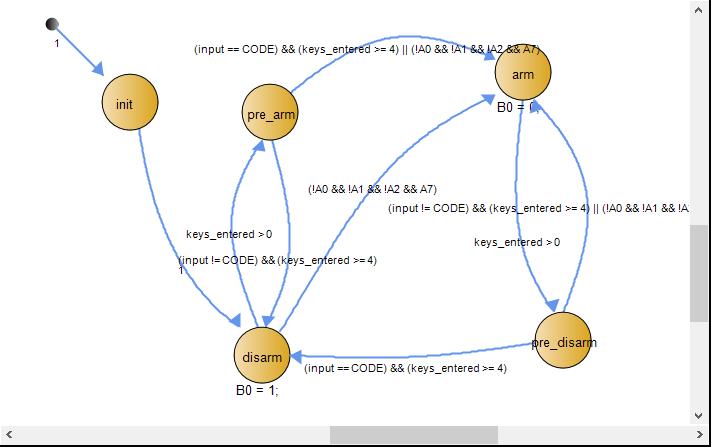 1
(input == CODE) && (keys_entered >= 4) || (!A0 && !A1 && !A2 && A7)
arm
init
pre_arm
B0 = 0;
(!A0 && !A1 && !A2 && A7)
(input != CODE) && (keys_entered >= 4) || (!A0 && !A1 &&
keys_entered >0
keys_entered >0
(input != CODE) && (keys_entered >= 4)
1
pre_disarm
disarm
(input == CODE) && (keys_entered >= 4)
B0 = 1;